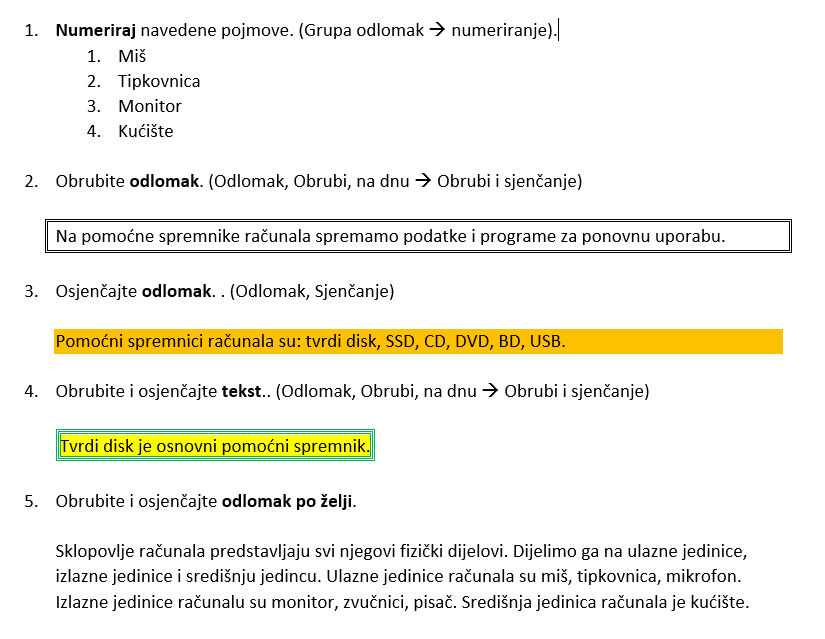 1. Numeriraj navedene pojmove. (Grupa odlomak → numeriranje).
1. Miš
2. Tipkovnica
3. Monitor
4. Kućište
2. Obrubite odlomak. (Odlomak, Obrubi, na dnu → Obrubi i sjenčanje)
Na pomoćne spremnike računala spremamo podatke i programe za ponovnu uporabu.
3. Osjenčajte odlomak. . (Odlomak, Sjenčanje)
Pomoćni spremnici računala su: tvrdi disk, SSD, CD, DVD, BD, USB.
4. Obrubite i osjenčajte tekst.. (Odlomak, Obrubi, na dnu → Obrubi i sjenčanje)
Tvrdi disk je osnovni pomoćni spremnik.
5. Obrubite i osjenčajte odlomak po želji.
Sklopovlje računala predstavljaju svi njegovi fizički dijelovi. Dijelimo ga na ulazne jedinice,
izlazne jedinice i središnju jedincu. Ulazne jedinice računala su miš, tipkovnica, mikrofon.
Izlazne jedinice računalu su monitor, zvučnici, pisač. Središnja jedinica računala je kućište.